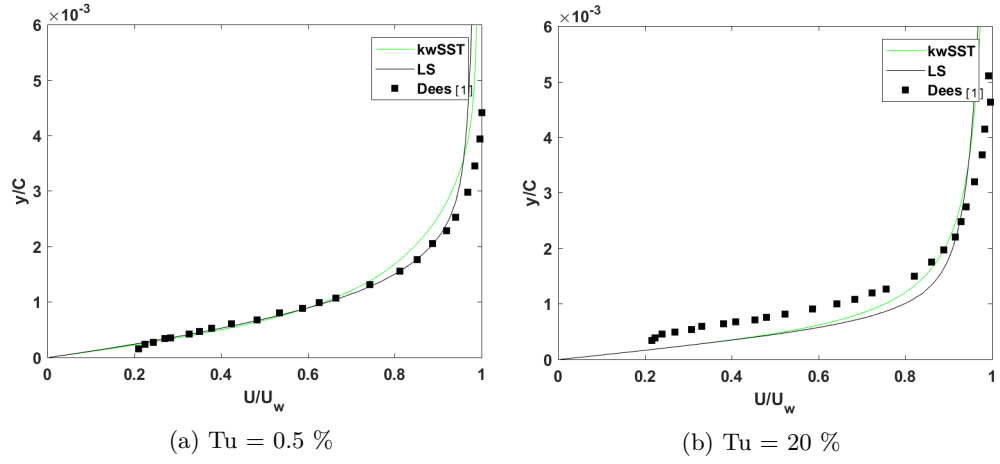 ×10⁻³
6
5
4
3
2
1
0
y/C
0
0.2
0.4
0.6
0.8
1
U/U_w
kwSST
LS
Dees [1]
(a) Tu = 0.5 %
×10⁻³
6
5
4
3
2
1
0
y/C
0
0.2
0.4
0.6
0.8
1
U/U_w
kwSST
LS
Dees [1]
(b) Tu = 20 %